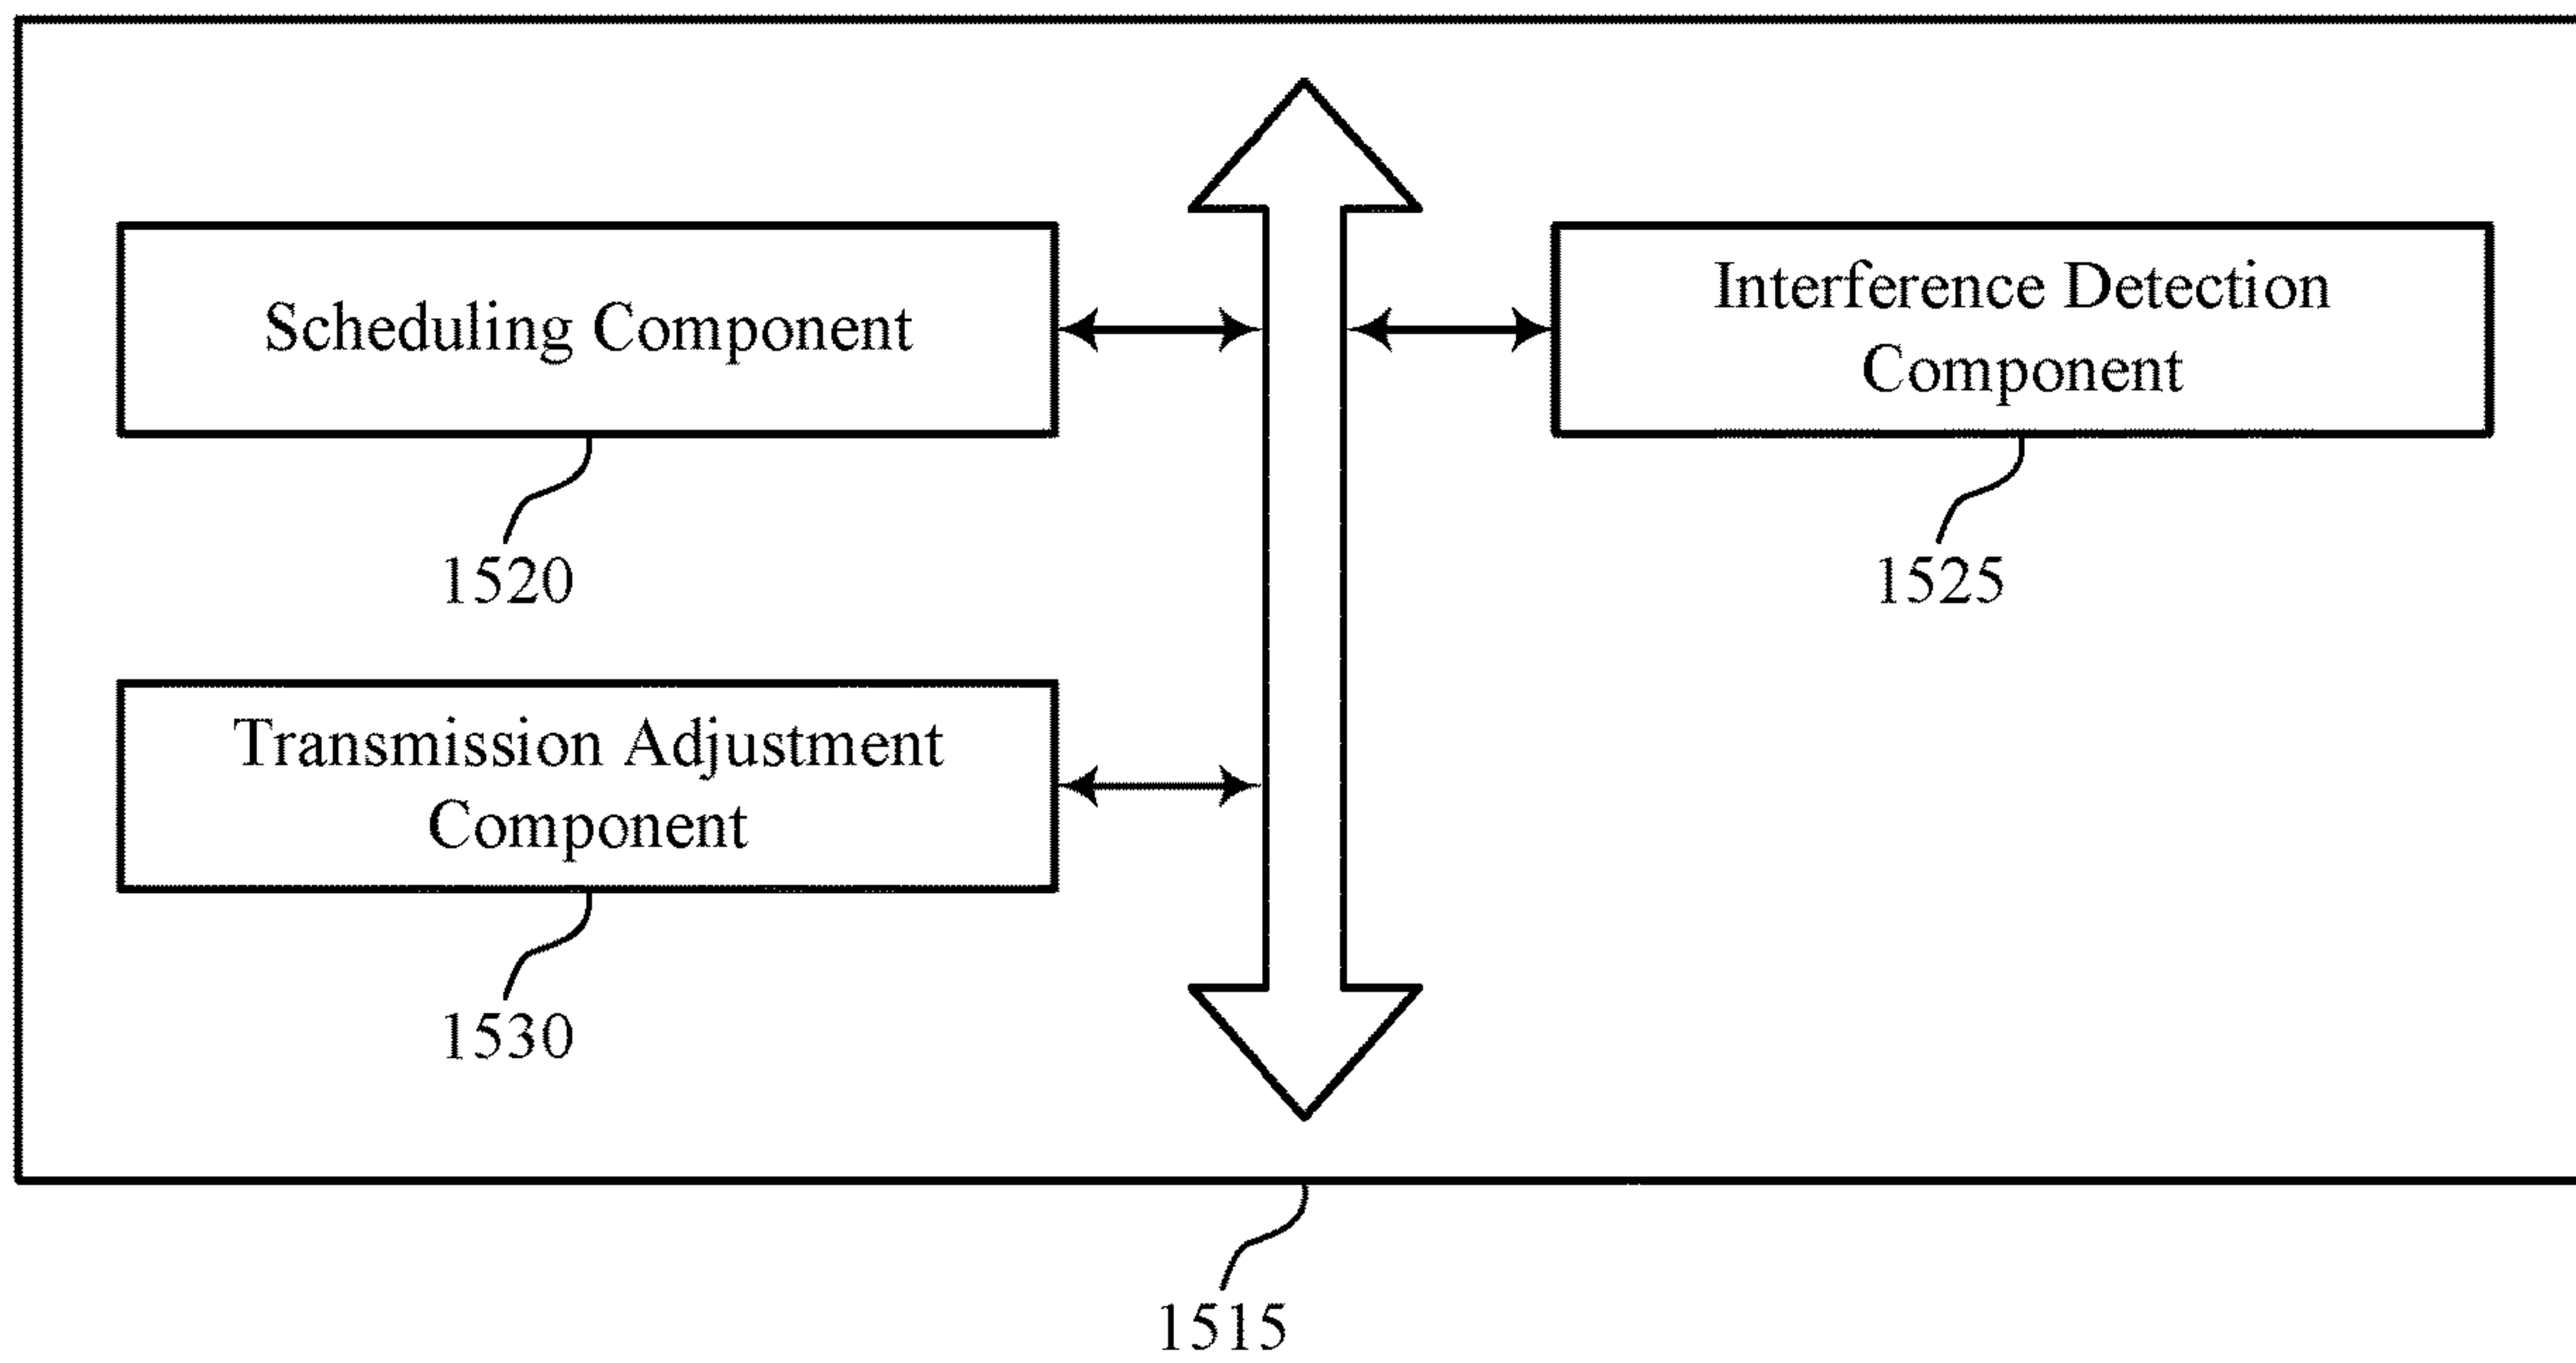 Scheduling Component
1520
Interference Detection
Component
1525
Transmission Adjustment
Component
1530
1515